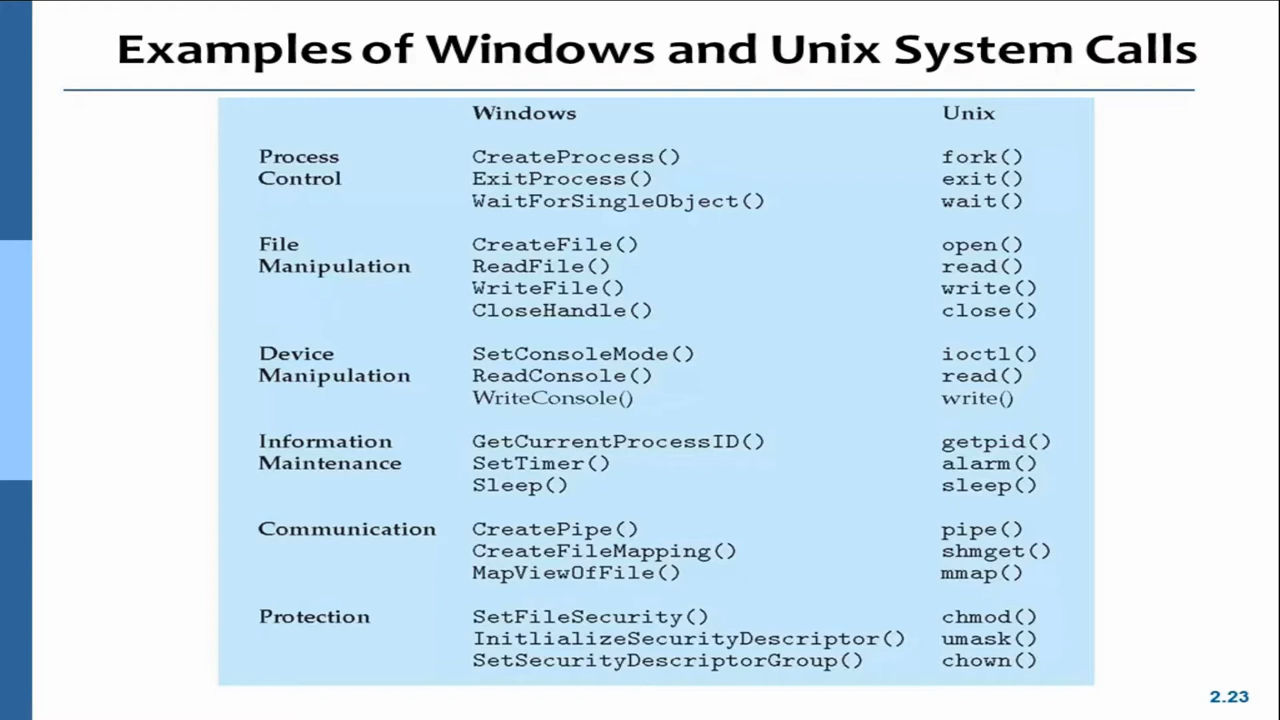 Examples of Windows and Unix System Calls
Windows Unix
Process CreateProcess() fork()
Control ExitProcess() exit()
WaitForSingleObject() wait()
File CreateFile() open()
Manipulation ReadFile() read()
WriteFile() write()
CloseHandle() close()
Device SetConsoleMode() ioctl()
Manipulation ReadConsole() read()
WriteConsole() write()
Information GetCurrentProcessID() getpid()
Maintenance SetTimer() alarm()
Sleep() sleep()
Communication CreatePipe() pipe()
CreateFileMapping() shmget()
MapViewOfFile() mmap()
Protection SetFileSecurity() chmod()
InitlializeSecurityDescriptor() umask()
SetSecurityDescriptorGroup() chown()
2.23